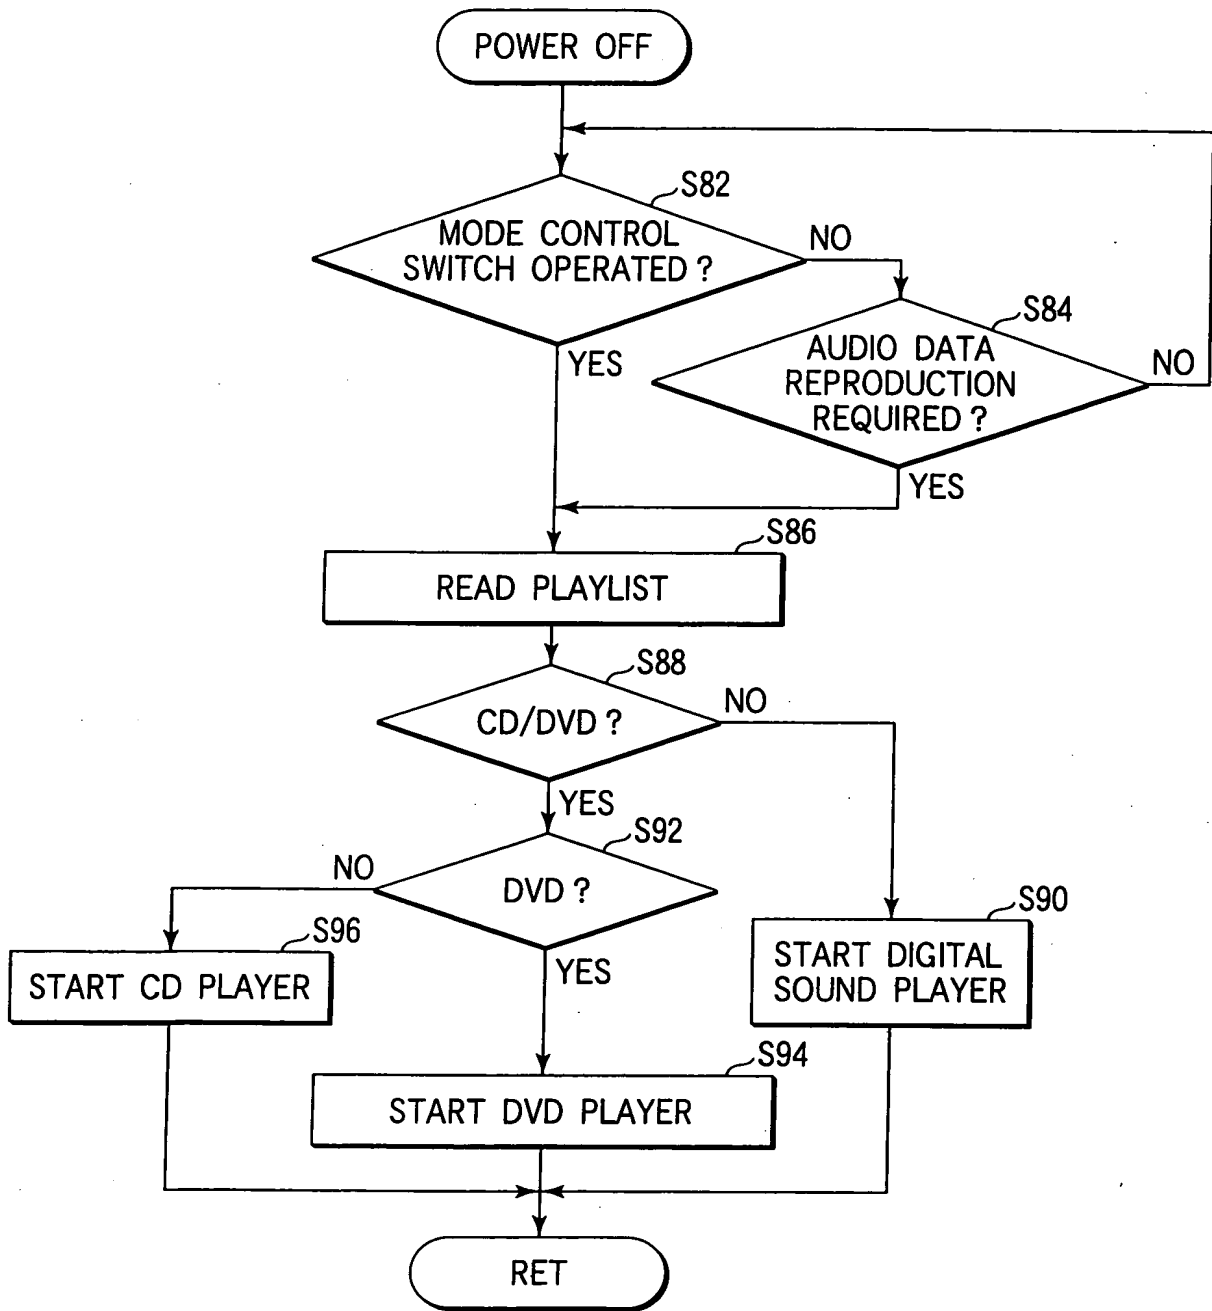 POWER OFF
S82
MODE CONTROL
SWITCH OPERATED ?
NO
YES
S84
AUDIO DATA
REPRODUCTION
REQUIRED ?
NO
YES
S86
READ PLAYLIST
S88
CD/DVD ?
NO
YES
S92
DVD ?
NO
YES
S90
START DIGITAL
SOUND PLAYER
S96
START CD PLAYER
S94
START DVD PLAYER
RET